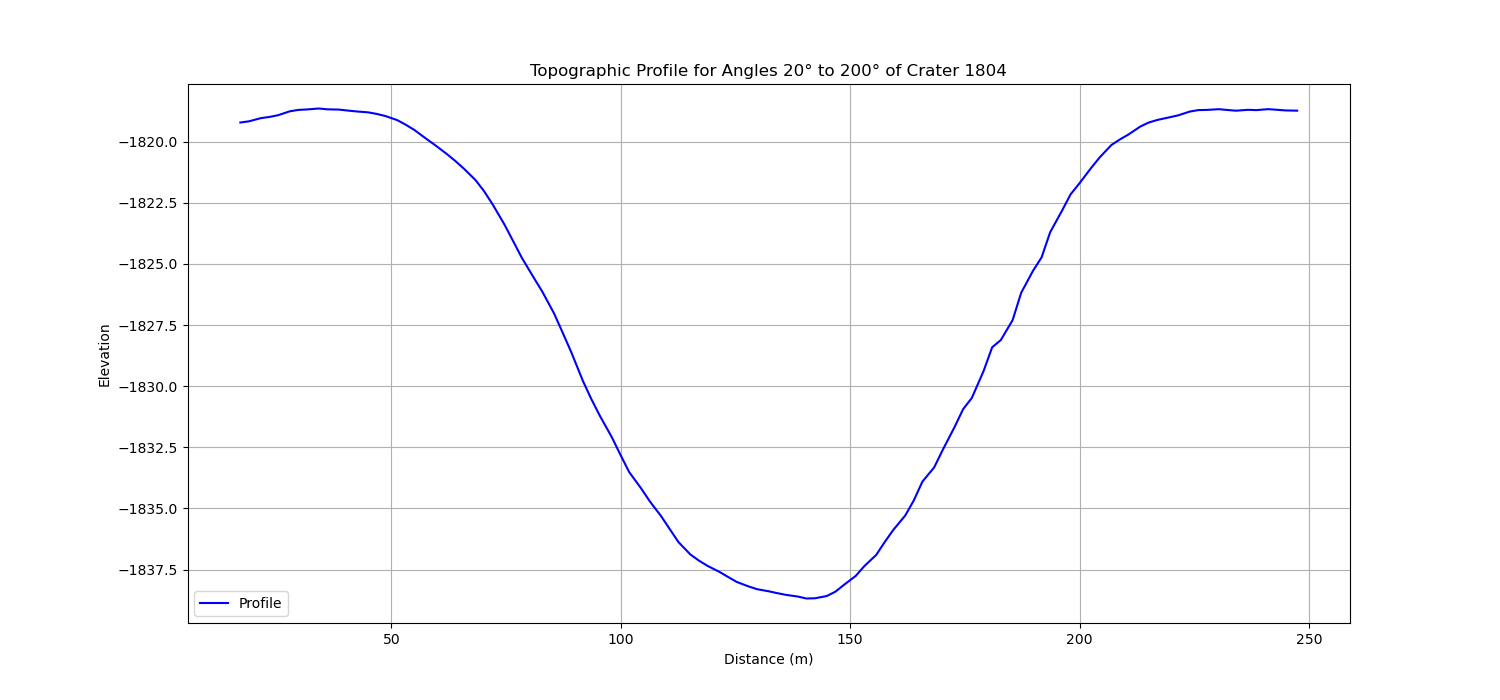 Topographic Profile for Angles 20° to 200° of Crater 1804
Elevation
−1820.0
−1822.5
−1825.0
−1827.5
−1830.0
−1832.5
−1835.0
−1837.5
Profile
50 100 150 200 250
Distance (m)